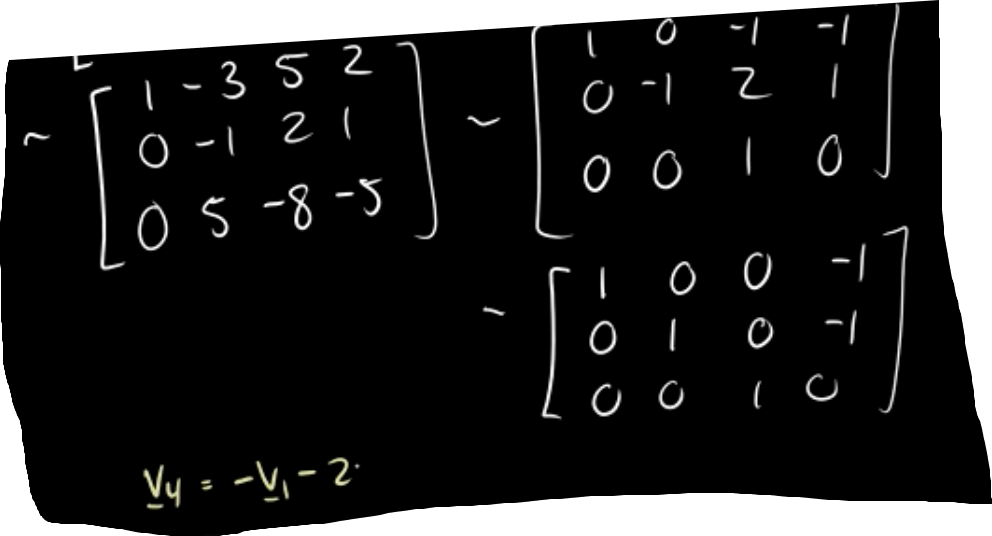 ~ [ 1 -3 5 2 ] ~ [ 1 0 -1 -1 ]
[ 0 -1 2 1 ] [ 0 -1 2 1 ]
[ 0 5 -8 -5 ] [ 0 0 1 0 ]
~ [ 1 0 0 -1 ]
[ 0 1 0 -1 ]
[ 0 0 1 0 ]
v₄ = -v₁ - 2